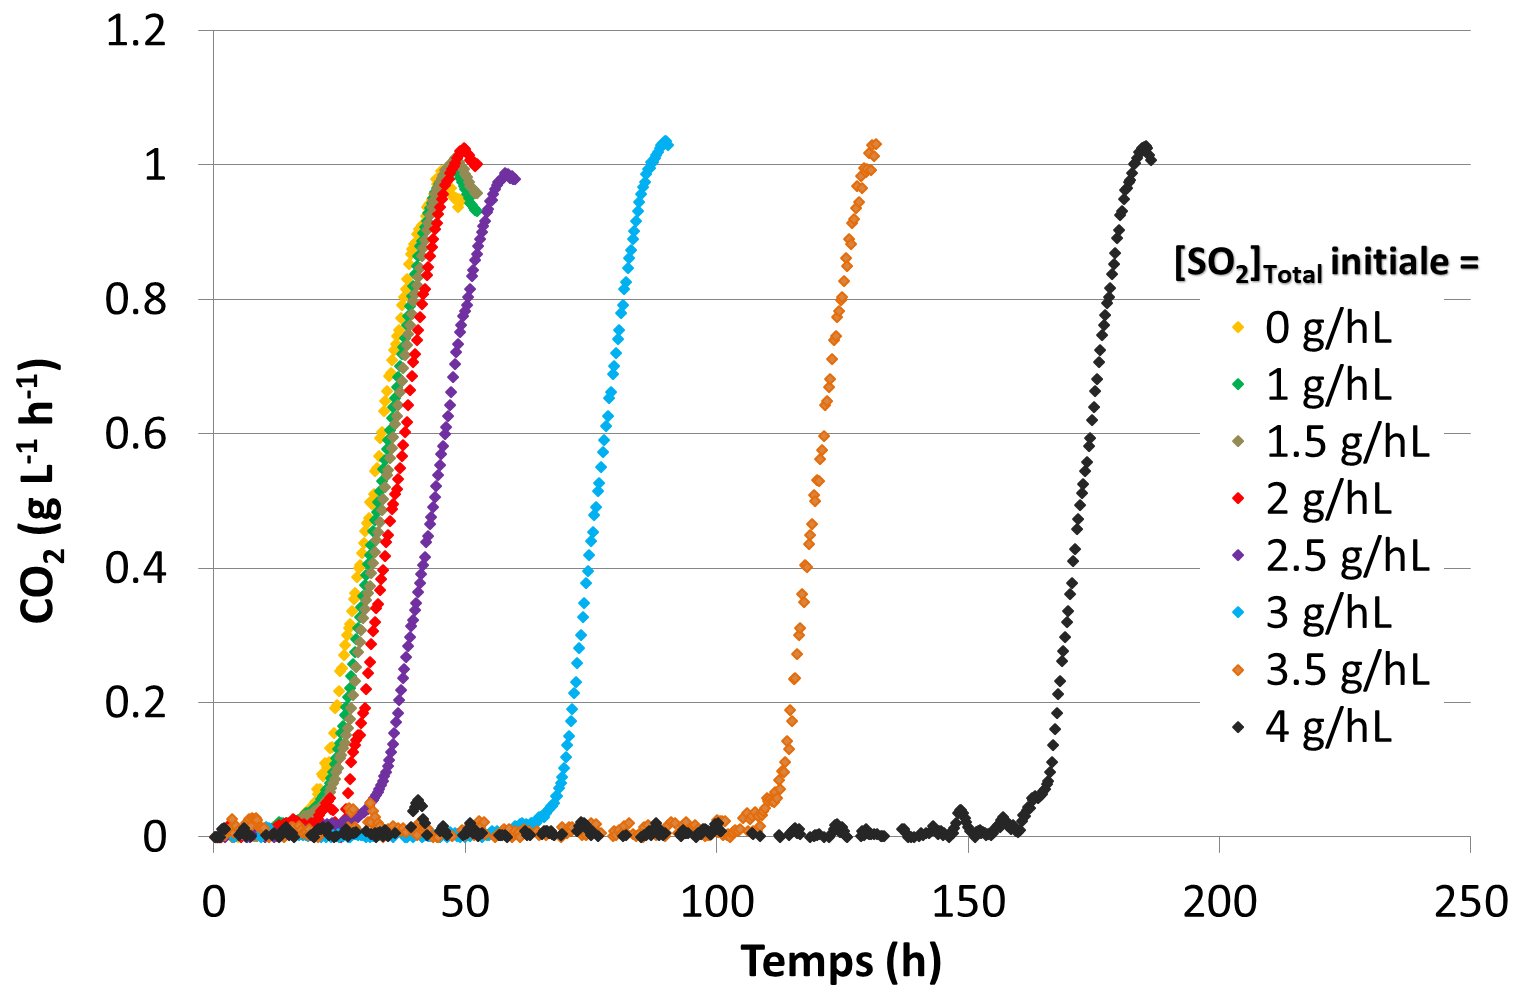 1.2
1
0.8
0.6
0.4
0.2
0
CO₂ (g L⁻¹ h⁻¹)
0 50 100 150 200 250
Temps (h)
[SO₂]Total initiale =
0 g/hL
1 g/hL
1.5 g/hL
2 g/hL
2.5 g/hL
3 g/hL
3.5 g/hL
4 g/hL